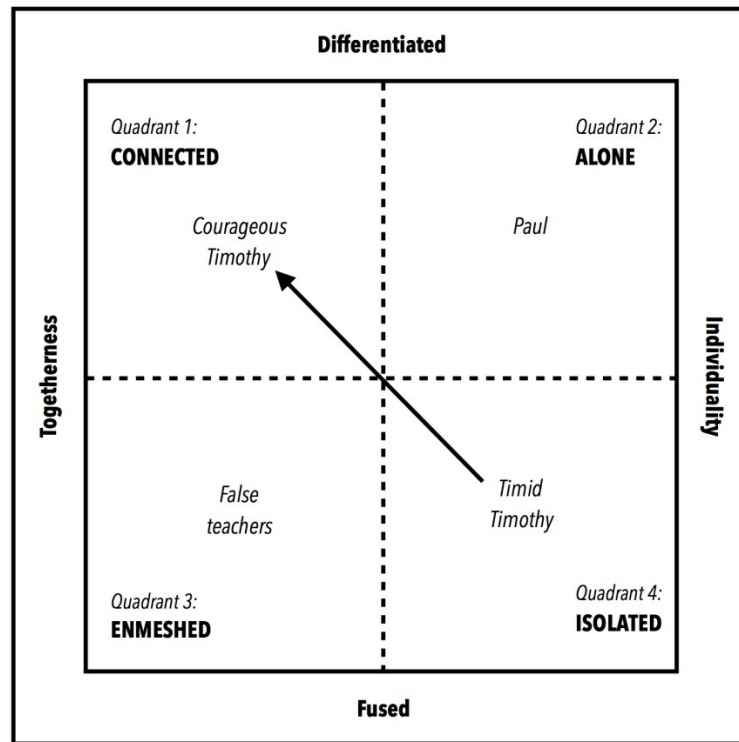 Differentiated
Quadrant 1:
CONNECTED
Quadrant 2:
ALONE
Courageous
Timothy
Paul
Togetherness
Individuality
False
teachers
Timid
Timothy
Quadrant 3:
ENMESHED
Quadrant 4:
ISOLATED
Fused